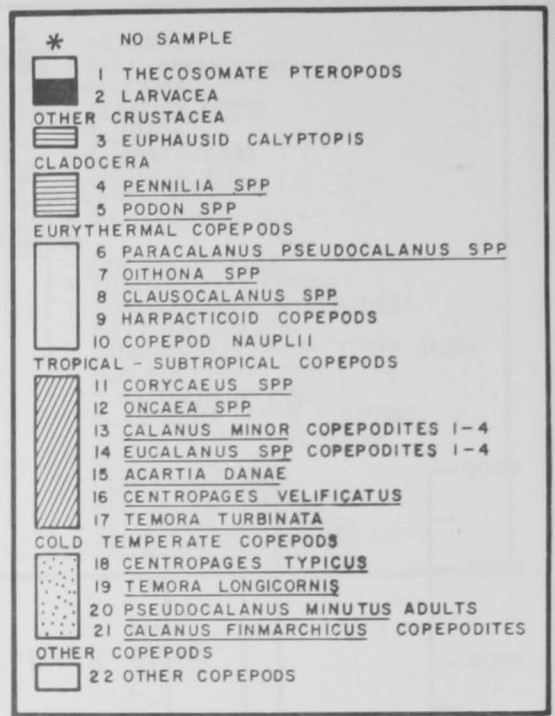 * NO SAMPLE
1 THECOSOMATE PTEROPODS
2 LARVACEA
OTHER CRUSTACEA
3 EUPHAUSID CALYPTOPIS
CLADOCERA
4 PENNILIA SPP
5 PODON SPP
EURYTHERMAL COPEPODS
6 PARACALANUS PSEUDOCALANUS SPP
7 OITHONA SPP
8 CLAUSOCALANUS SPP
9 HARPACTICOID COPEPODS
10 COPEPOD NAUPLII
TROPICAL - SUBTROPICAL COPEPODS
11 CORYCAEUS SPP
12 ONCAEA SPP
13 CALANUS MINOR COPEPODITES 1-4
14 EUCALANUS SPP COPEPODITES 1-4
15 ACARTIA DANAE
16 CENTROPAGES VELIFICATUS
17 TEMORA TURBINATA
COLD TEMPERATE COPEPODS
18 CENTROPAGES TYPICUS
19 TEMORA LONGICORNIS
20 PSEUDOCALANUS MINUTUS ADULTS
21 CALANUS FINMARCHICUS COPEPODITES
OTHER COPEPODS
22 OTHER COPEPODS